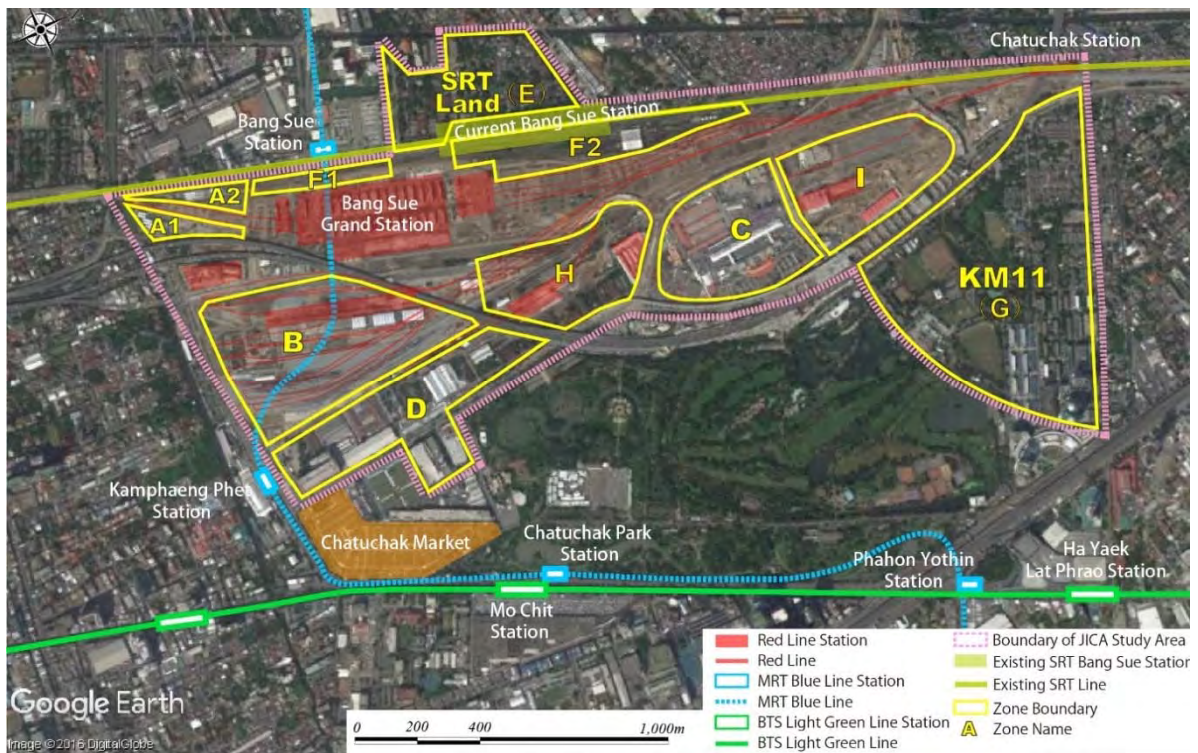 Chatuchak Station
SRT
Land (E)
Current Bang Sue Station
Bang Sue
Station
F2
A2
F1
A1
Bang Sue
Grand Station
I
C
H
KM11
(G)
B
D
Kamphaeng Phet
Station
Chatuchak Market
Chatuchak Park
Station
Phahon Yothin
Station
Ha Yaek
Lat Phrao Station
Mo Chit
Station
Red Line Station
Red Line
MRT Blue Line Station
MRT Blue Line
BTS Light Green Line Station
BTS Light Green Line
Boundary of JICA Study Area
Existing SRT Bang Sue Station
Existing SRT Line
Zone Boundary
A Zone Name
Google Earth
Image ©2016 DigitalGlobe
0 200 400 1,000m